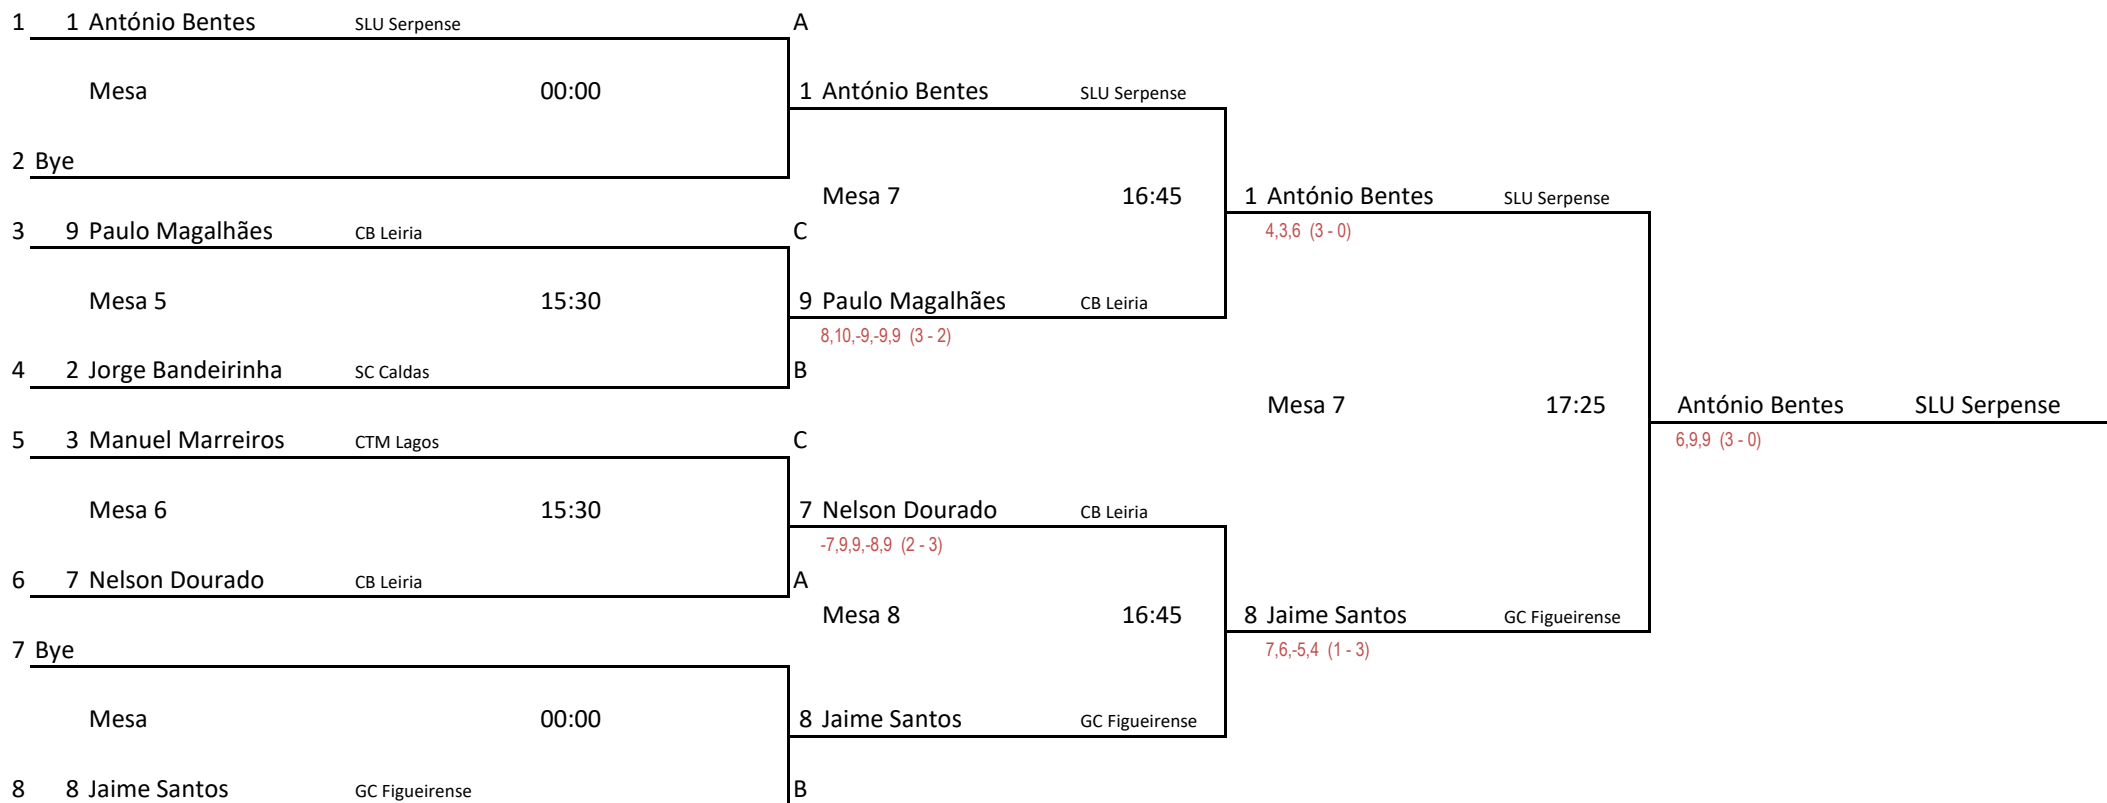 1 1 António Bentes SLU Serpense A
Mesa 00:00 1 António Bentes SLU Serpense
2 Bye
Mesa 7 16:45 1 António Bentes SLU Serpense
3 9 Paulo Magalhães CB Leiria C 4,3,6 (3 - 0)
Mesa 5 15:30 9 Paulo Magalhães CB Leiria
8,10,-9,-9,9 (3 - 2)
4 2 Jorge Bandeirinha SC Caldas B
Mesa 7 17:25 António Bentes SLU Serpense
5 3 Manuel Marreiros CTM Lagos C 6,9,9 (3 - 0)
Mesa 6 15:30 7 Nelson Dourado CB Leiria
-7,9,9,-8,9 (2 - 3)
6 7 Nelson Dourado CB Leiria A
Mesa 8 16:45 8 Jaime Santos GC Figueirense
7 Bye 7,6,-5,4 (1 - 3)
Mesa 00:00 8 Jaime Santos GC Figueirense
8 8 Jaime Santos GC Figueirense B